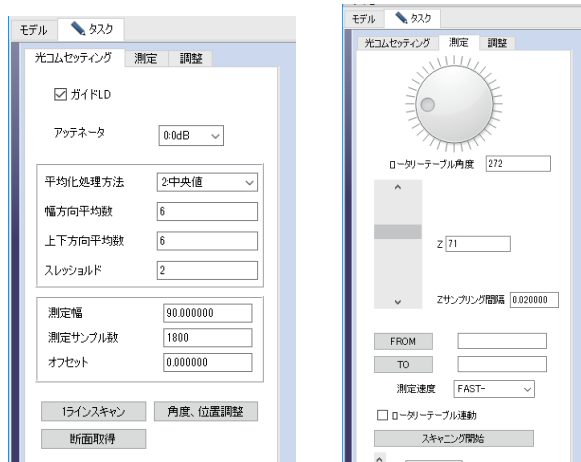 モデル タスク
光コムセッティング 測定 調整
ガイドLD
アッテネータ 0:0dB
平均化処理方法 2:中央値
幅方向平均数 6
上下方向平均数 6
スレッショルド 2
測定幅 90.000000
測定サンプル数 1800
オフセット 0.000000
1ラインスキャン 角度、位置調整
断面取得
モデル タスク
光コムセッティング 測定 調整
ロータリーテーブル角度 272
Z 71
Zサンプリング間隔 0.020000
FROM
TO
測定速度 FAST-
ロータリーテーブル連動
スキャニング開始